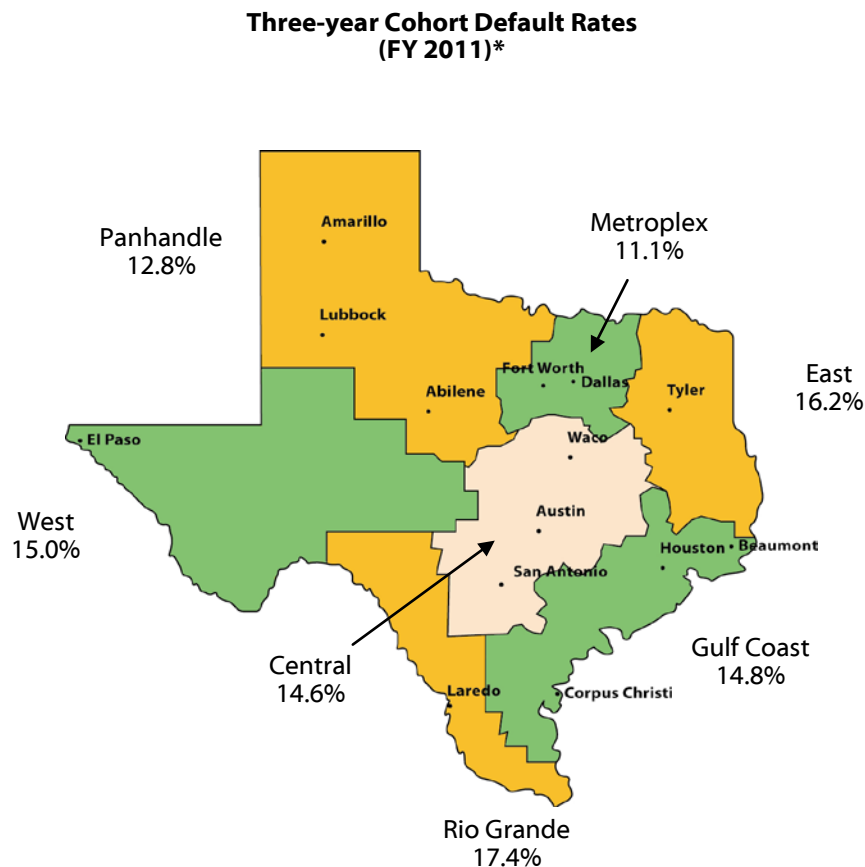 Three-year Cohort Default Rates
(FY 2011)*
Panhandle
12.8%
Amarillo
Lubbock
Abilene
Metroplex
11.1%
Fort Worth
Dallas
Tyler
East
16.2%
El Paso
Waco
Austin
San Antonio
West
15.0%
Houston
Beaumont
Central
14.6%
Gulf Coast
14.8%
Laredo
Corpus Christi
Rio Grande
17.4%